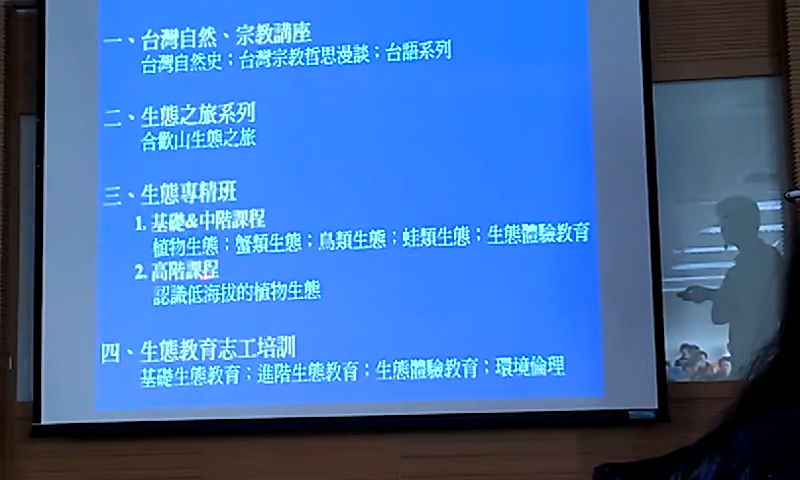 一、台灣自然、宗教講座
台灣自然史；台灣宗教哲思漫談；台語系列
二、生態之旅系列
合歡山生態之旅
三、生態專精班
1. 基礎&中階課程
植物生態；蟹類生態；鳥類生態；蛙類生態；生態體驗教育
2. 高階課程
認識低海拔的植物生態
四、生態教育志工培訓
基礎生態教育；進階生態教育；生態體驗教育；環境倫理